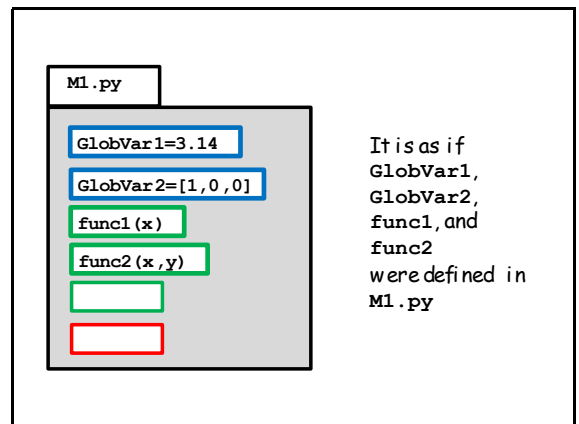 M1.py
GlobVar1=3.14
GlobVar2=[1,0,0]
func1(x)
func2(x,y)
It is as if
GlobVar1,
GlobVar2,
func1, and
func2
were defined in
M1.py